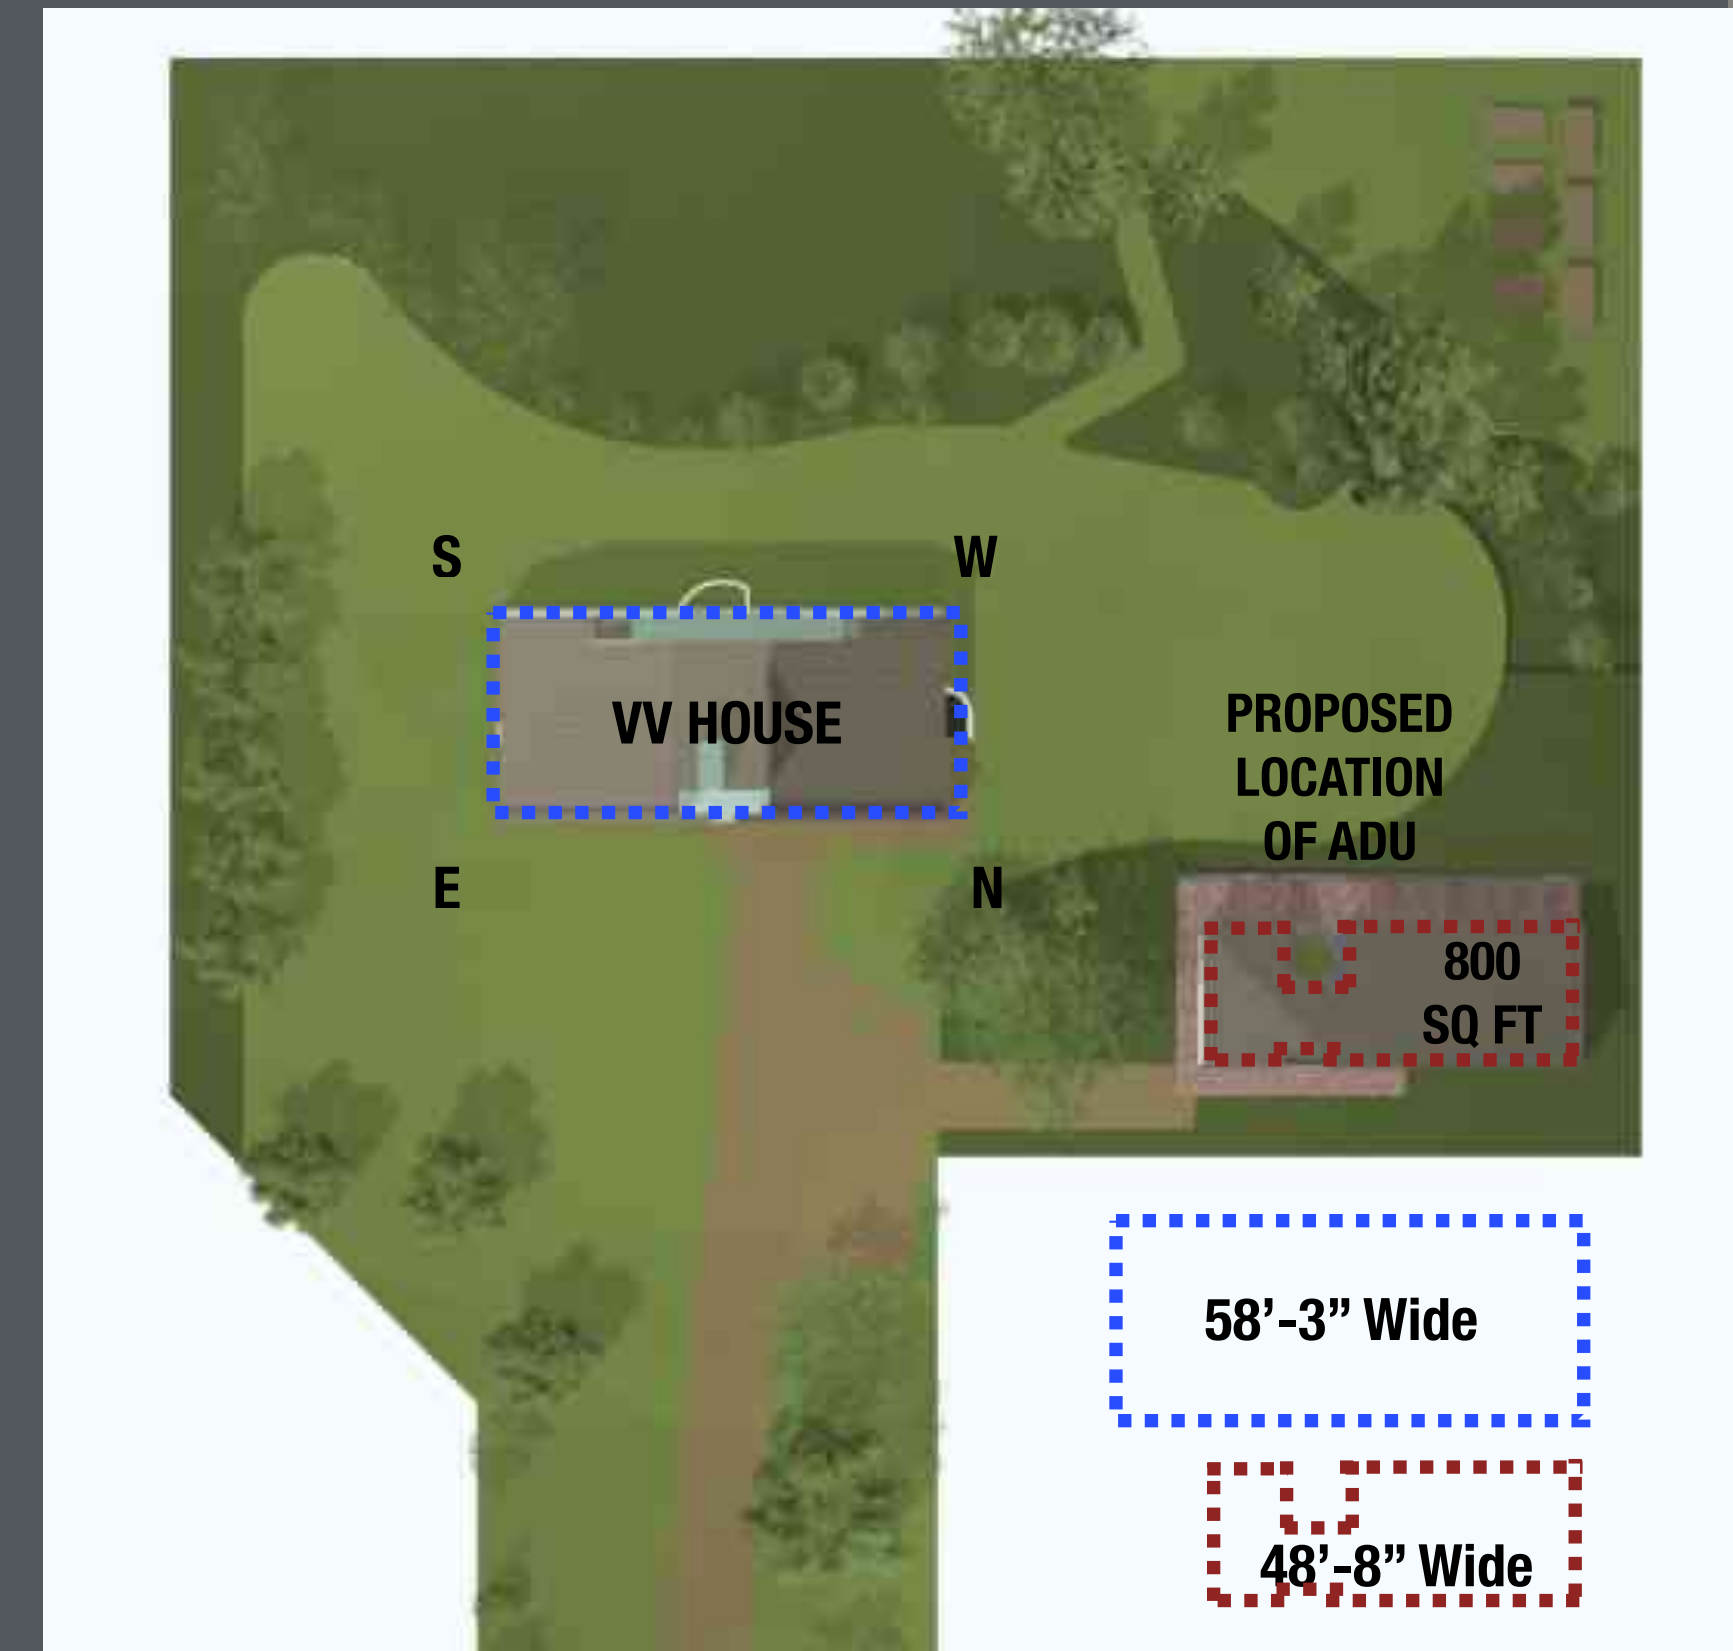 S
W
VV HOUSE
PROPOSED
LOCATION
OF ADU
E
N
800
SQ FT
58’-3” Wide
48’-8” Wide